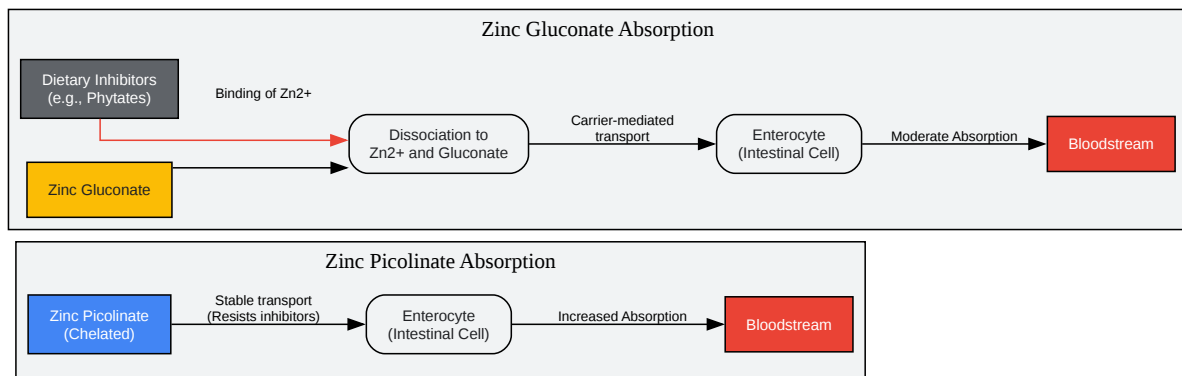 Zinc Gluconate Absorption
Dietary Inhibitors
(e.g., Phytates)
Binding of Zn2+
Zinc Gluconate
Dissociation to
Zn2+ and Gluconate
Carrier-mediated
transport
Enterocyte
(Intestinal Cell)
Moderate Absorption
Bloodstream
Zinc Picolinate Absorption
Zinc Picolinate
(Chelated)
Stable transport
(Resists inhibitors)
Enterocyte
(Intestinal Cell)
Increased Absorption
Bloodstream